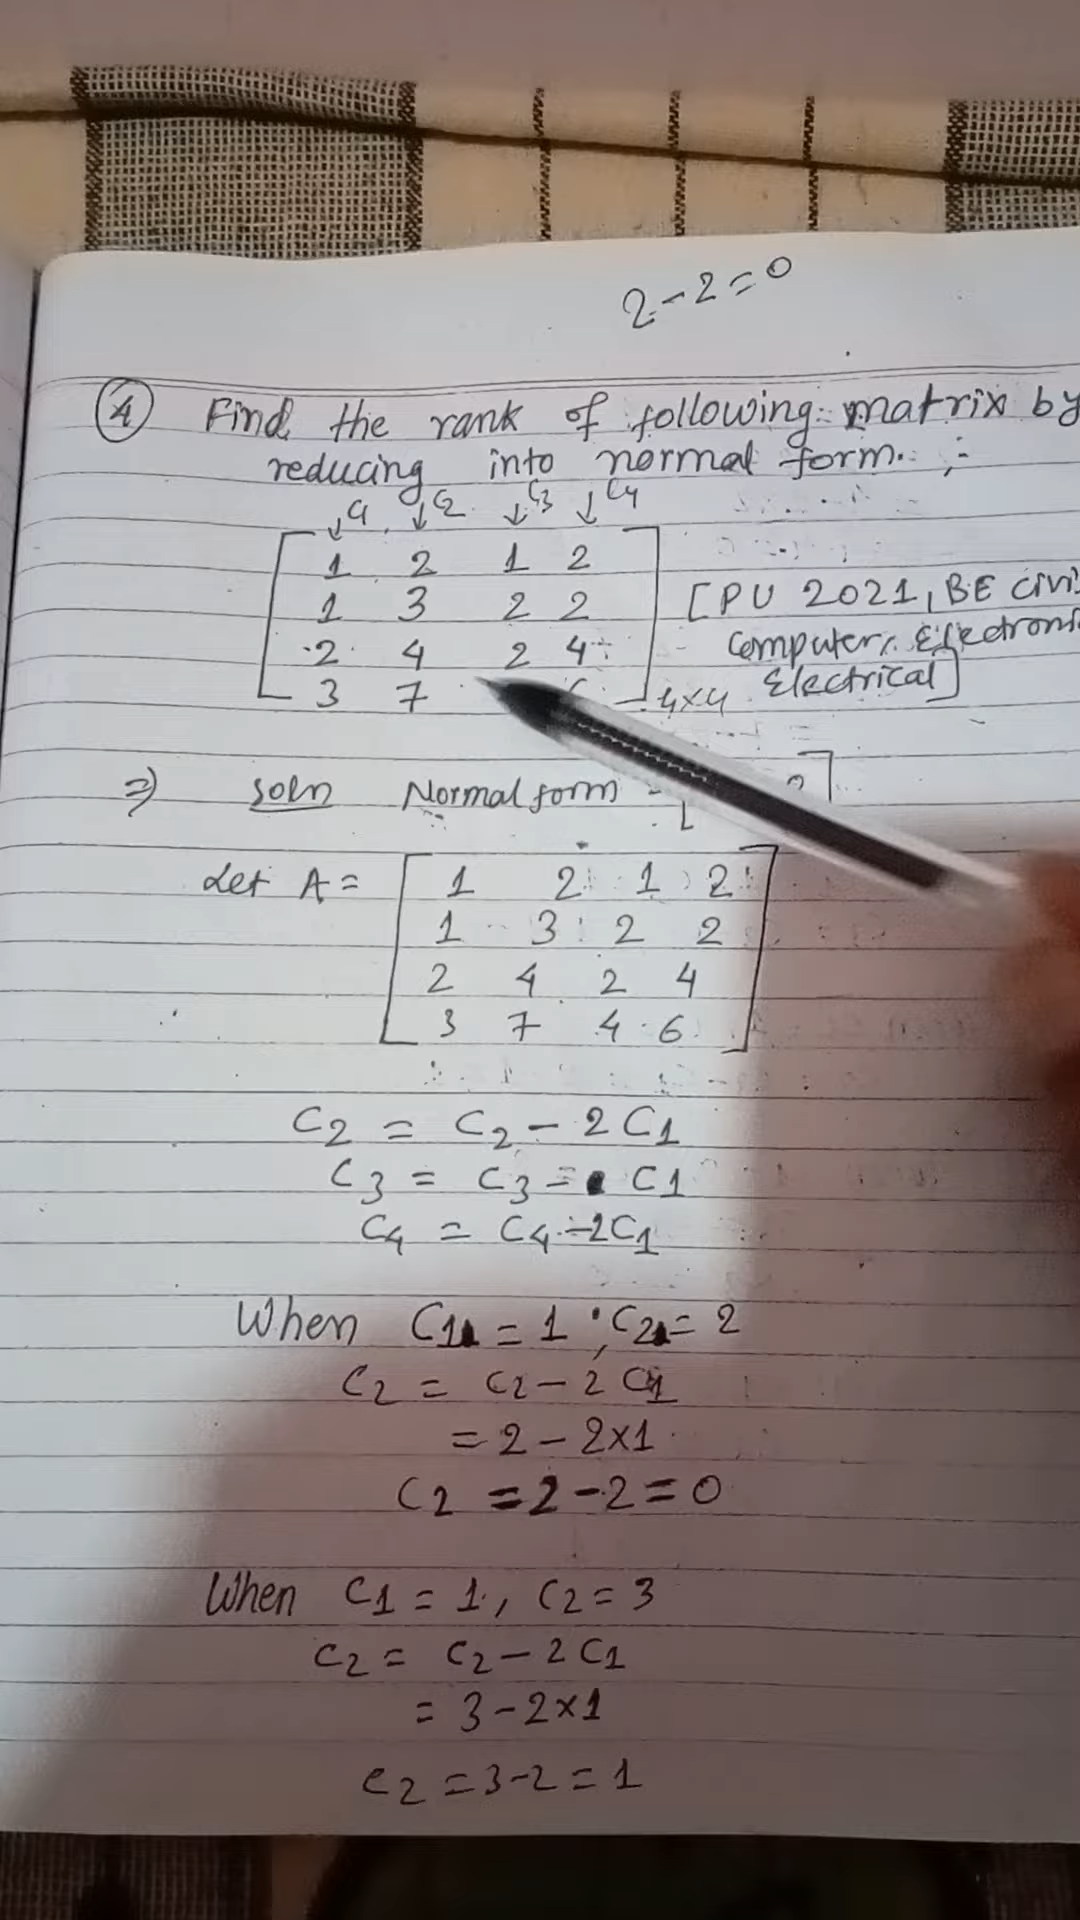 2-2=0
④ Find the rank of following matrix by
reducing into normal form. :-
↓C1 ↓C2 ↓C3 ↓C4
1 2 1 2
1 3 2 2 [PU 2021, BE Civi
2 4 2 4 Computer, Electroni
3 7 4×4 Electrical]
=> Soln Normal form
Let A = 1 2 1 2
1 3 2 2
2 4 2 4
3 7 4 6
C2 = C2 - 2C1
C3 = C3 - C1
C4 = C4 - 2C1
When C1 = 1, C2 = 2
C2 = C2 - 2C1
= 2 - 2×1
C2 = 2-2 = 0
When C1 = 1, C2 = 3
C2 = C2 - 2C1
= 3-2×1
C2 = 3-2 = 1